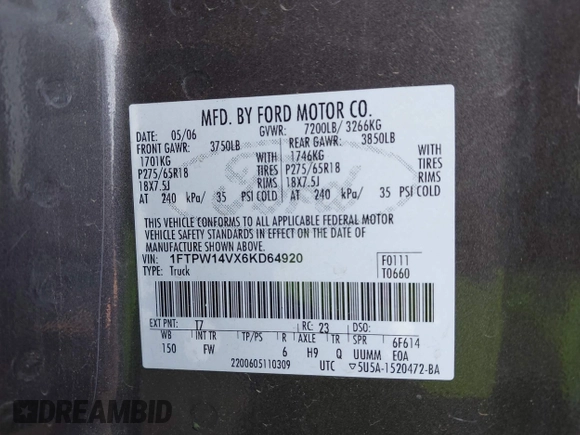 MFD. BY FORD MOTOR CO.
DATE: 05/06 GVWR: 7200LB/ 3266KG
FRONT GAWR: 3750LB REAR GAWR: 3850LB
1701KG WITH 1746KG WITH
P275/65R18 TIRES P275/65R18 TIRES
18X7.5J RIMS 18X7.5J RIMS
AT 240 kPa/ 35 PSI COLD AT 240 kPa/ 35 PSI COLD
THIS VEHICLE CONFORMS TO ALL APPLICABLE FEDERAL MOTOR
VEHICLE SAFETY STANDARDS IN EFFECT ON THE DATE OF
MANUFACTURE SHOWN ABOVE.
VIN: 1FTPW14VX6KD64920 F0111
TYPE: Truck T0660
EXT PNT: T7 RC: 23 DSO:
WB INT TR TP/PS R AXLE TR SPR 6F614
150 FW 6 H9 Q UUMM E0A
2200605110309 UTC ▽5U5A-1520472-BA
Ford
DREAMBID